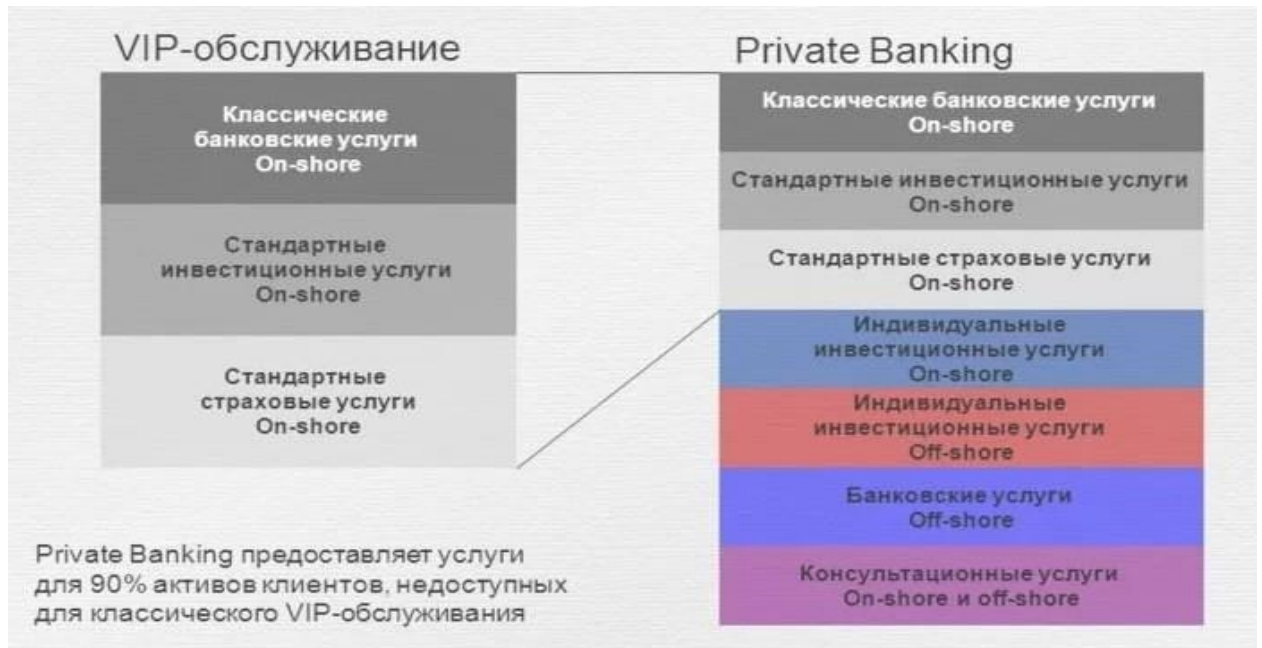 VIP-обслуживание
Классические
банковские услуги
On-shore
Стандартные
инвестиционные услуги
On-shore
Стандартные
страховые услуги
On-shore
Private Banking предоставляет услуги
для 90% активов клиентов, недоступных
для классического VIP-обслуживания
Private Banking
Классические банковские услуги
On-shore
Стандартные инвестиционные услуги
On-shore
Стандартные страховые услуги
On-shore
Индивидуальные
инвестиционные услуги
On-shore
Индивидуальные
инвестиционные услуги
Off-shore
Банковские услуги
Off-shore
Консультационные услуги
On-shore и off-shore